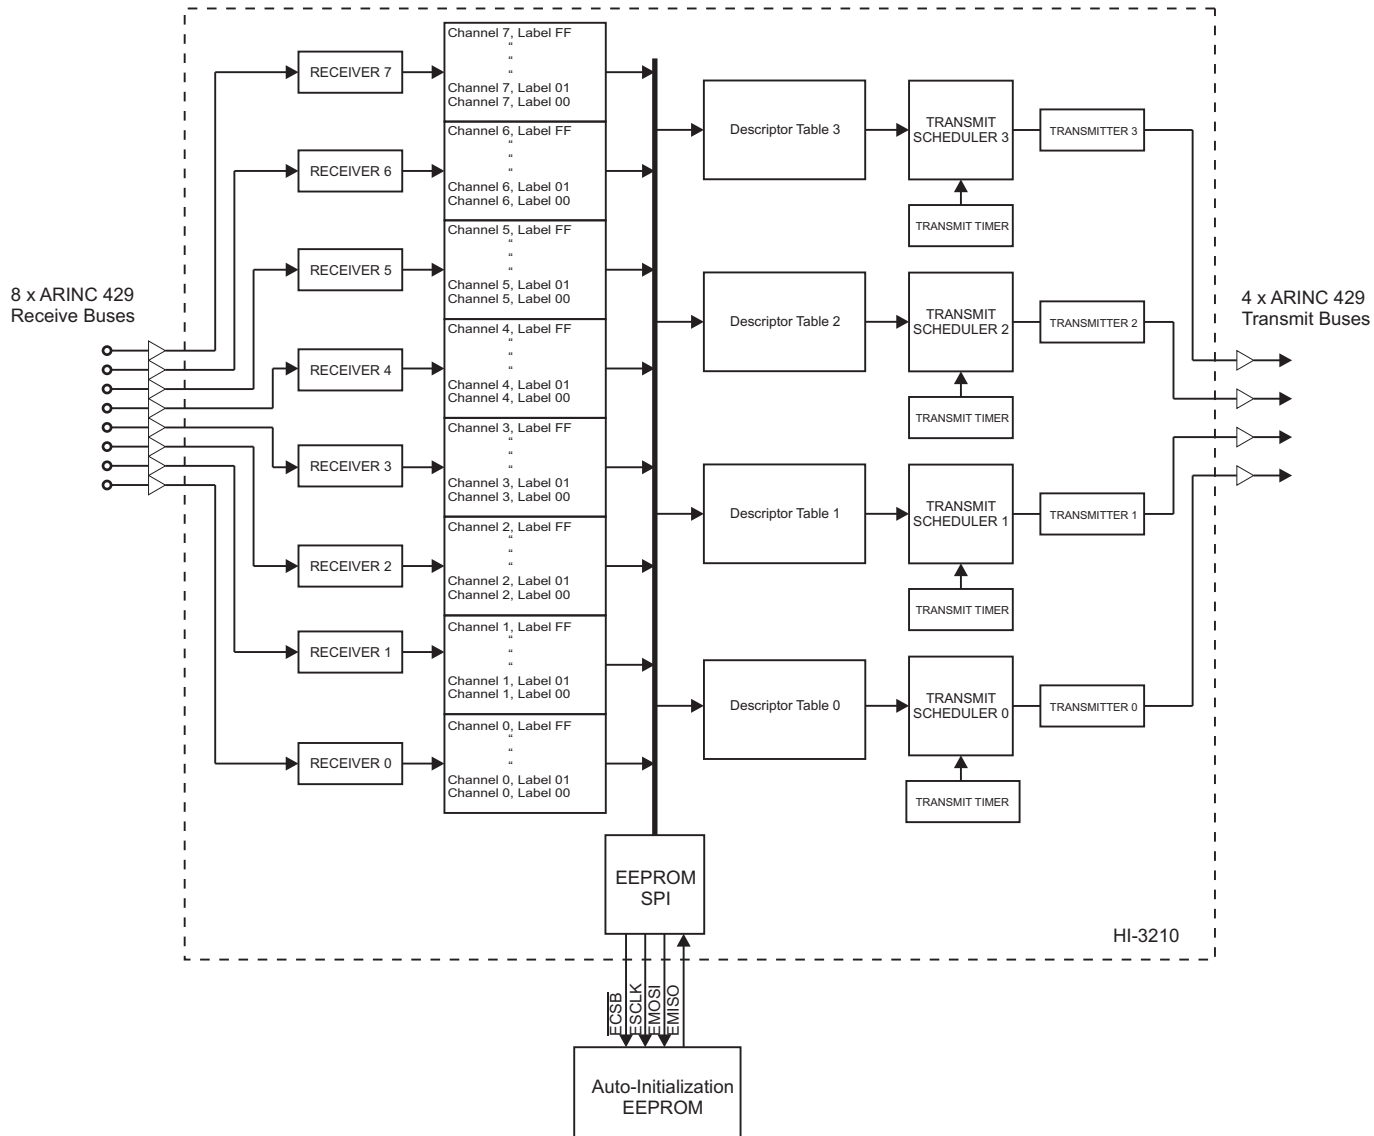 8 x ARINC 429
Receive Buses
RECEIVER 7
RECEIVER 6
RECEIVER 5
RECEIVER 4
RECEIVER 3
RECEIVER 2
RECEIVER 1
RECEIVER 0
Channel 7, Label FF
“
“
“
Channel 7, Label 01
Channel 7, Label 00
Channel 6, Label FF
“
“
“
Channel 6, Label 01
Channel 6, Label 00
Channel 5, Label FF
“
“
“
Channel 5, Label 01
Channel 5, Label 00
Channel 4, Label FF
“
“
“
Channel 4, Label 01
Channel 4, Label 00
Channel 3, Label FF
“
“
“
Channel 3, Label 01
Channel 3, Label 00
Channel 2, Label FF
“
“
“
Channel 2, Label 01
Channel 2, Label 00
Channel 1, Label FF
“
“
“
Channel 1, Label 01
Channel 1, Label 00
Channel 0, Label FF
“
“
“
Channel 0, Label 01
Channel 0, Label 00
Descriptor Table 3
TRANSMIT
SCHEDULER 3
TRANSMITTER 3
TRANSMIT TIMER
Descriptor Table 2
TRANSMIT
SCHEDULER 2
TRANSMITTER 2
TRANSMIT TIMER
Descriptor Table 1
TRANSMIT
SCHEDULER 1
TRANSMITTER 1
TRANSMIT TIMER
Descriptor Table 0
TRANSMIT
SCHEDULER 0
TRANSMITTER 0
TRANSMIT TIMER
4 x ARINC 429
Transmit Buses
EEPROM
SPI
HI-3210
ECSB
ESCLK
EMOSI
EMISO
Auto-Initialization
EEPROM